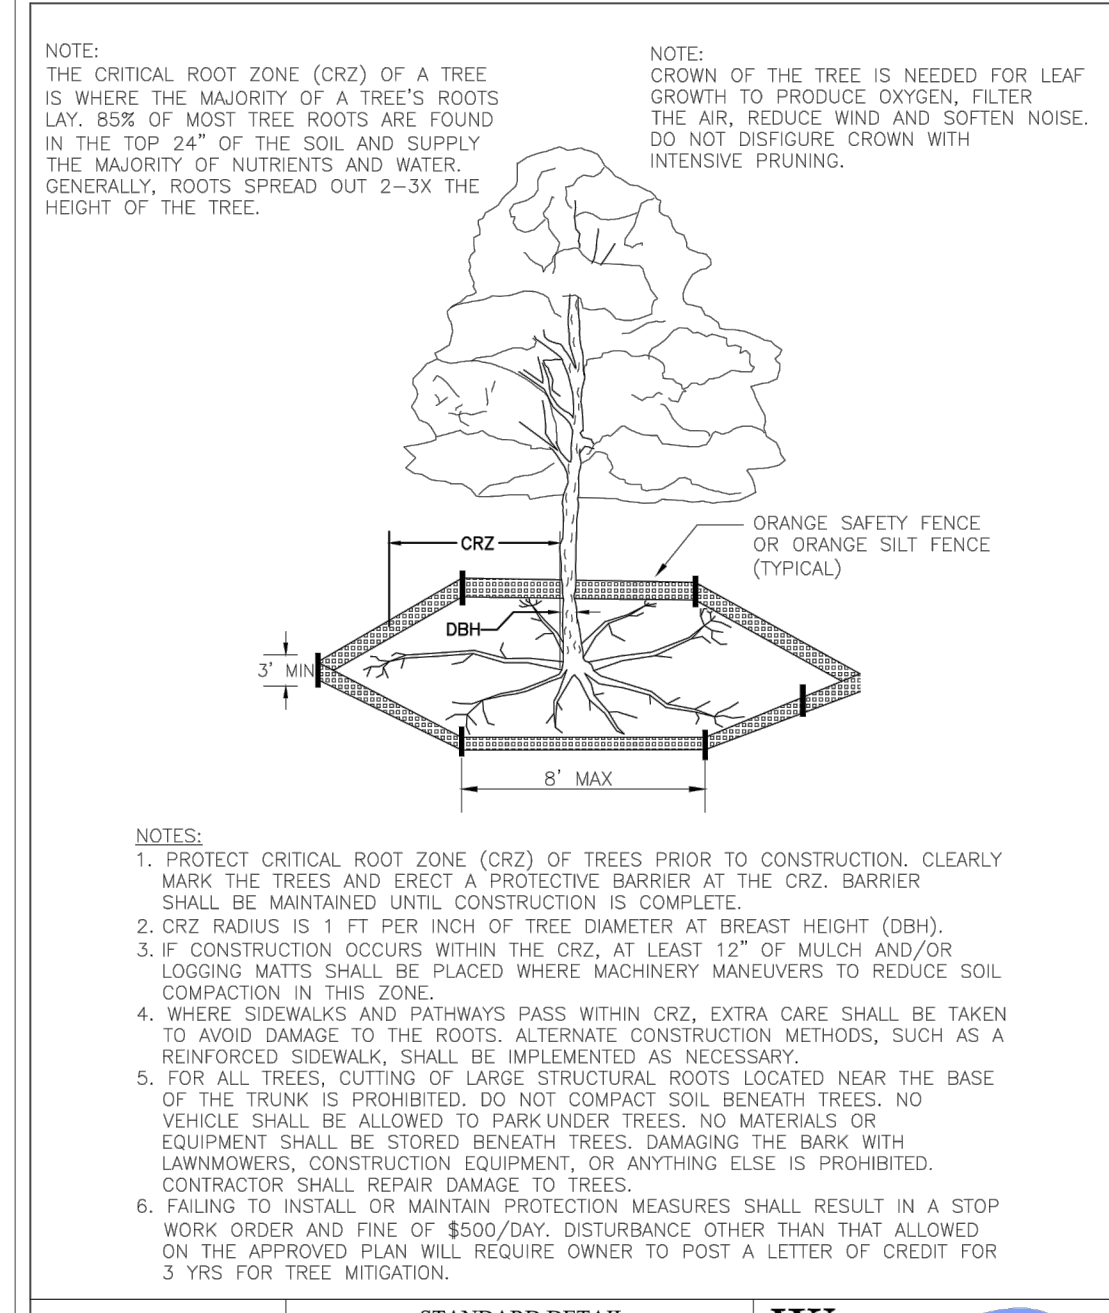 NOTE:
THE CRITICAL ROOT ZONE (CRZ) OF A TREE
IS WHERE THE MAJORITY OF A TREE'S ROOTS
LAY. 85% OF MOST TREE ROOTS ARE FOUND
IN THE TOP 24" OF THE SOIL AND SUPPLY
THE MAJORITY OF NUTRIENTS AND WATER.
GENERALLY, ROOTS SPREAD OUT 2-3X THE
HEIGHT OF THE TREE.
NOTE:
CROWN OF THE TREE IS NEEDED FOR LEAF
GROWTH TO PRODUCE OXYGEN, FILTER
THE AIR, REDUCE WIND AND SOFTEN NOISE.
DO NOT DISFIGURE CROWN WITH
INTENSIVE PRUNING.
ORANGE SAFETY FENCE
OR ORANGE SILT FENCE
(TYPICAL)
CRZ
DBH
3' MIN
8' MAX
NOTES:
1. PROTECT CRITICAL ROOT ZONE (CRZ) OF TREES PRIOR TO CONSTRUCTION. CLEARLY
MARK THE TREES AND ERECT A PROTECTIVE BARRIER AT THE CRZ. BARRIER
SHALL BE MAINTAINED UNTIL CONSTRUCTION IS COMPLETE.
2. CRZ RADIUS IS 1 FT PER INCH OF TREE DIAMETER AT BREAST HEIGHT (DBH).
3. IF CONSTRUCTION OCCURS WITHIN THE CRZ, AT LEAST 12" OF MULCH AND/OR
LOGGING MATTS SHALL BE PLACED WHERE MACHINERY MANEUVERS TO REDUCE SOIL
COMPACTION IN THIS ZONE.
4. WHERE SIDEWALKS AND PATHWAYS PASS WITHIN CRZ, EXTRA CARE SHALL BE TAKEN
TO AVOID DAMAGE TO THE ROOTS. ALTERNATE CONSTRUCTION METHODS, SUCH AS A
REINFORCED SIDEWALK, SHALL BE IMPLEMENTED AS NECESSARY.
5. FOR ALL TREES, CUTTING OF LARGE STRUCTURAL ROOTS LOCATED NEAR THE BASE
OF THE TRUNK IS PROHIBITED. DO NOT COMPACT SOIL BENEATH TREES. NO
VEHICLE SHALL BE ALLOWED TO PARK UNDER TREES. NO MATERIALS OR
EQUIPMENT SHALL BE STORED BENEATH TREES. DAMAGING THE BARK WITH
LAWNMOWERS, CONSTRUCTION EQUIPMENT, OR ANYTHING ELSE IS PROHIBITED.
CONTRACTOR SHALL REPAIR DAMAGE TO TREES.
6. FAILING TO INSTALL OR MAINTAIN PROTECTION MEASURES SHALL RESULT IN A STOP
WORK ORDER AND FINE OF $500/DAY. DISTURBANCE OTHER THAN THAT ALLOWED
ON THE APPROVED PLAN WILL REQUIRE OWNER TO POST A LETTER OF CREDIT FOR
3 YRS FOR TREE MITIGATION.
STANDARD DETAIL